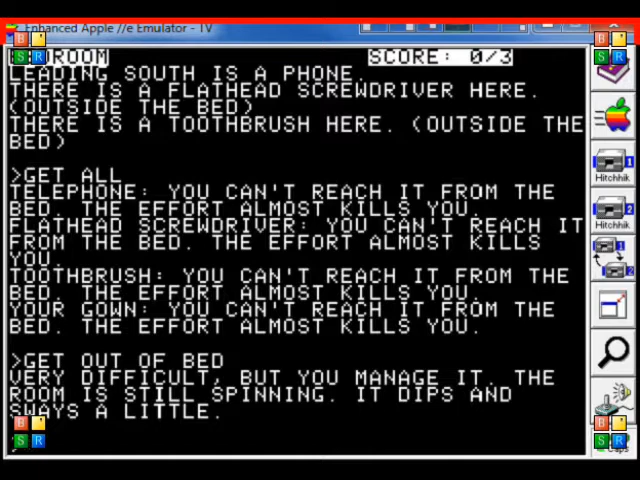 Enhanced Apple //e Emulator - TV
B
S R
B
S R
OOM SCORE: 0/3
LEADING SOUTH IS A PHONE.
THERE IS A FLATHEAD SCREWDRIVER HERE.
(OUTSIDE THE BED)
THERE IS A TOOTHBRUSH HERE. (OUTSIDE THE
BED)
>GET ALL
TELEPHONE: YOU CAN'T REACH IT FROM THE
BED. THE EFFORT ALMOST KILLS YOU.
FLATHEAD SCREWDRIVER: YOU CAN'T REACH IT
FROM THE BED. THE EFFORT ALMOST KILLS
YOU.
TOOTHBRUSH: YOU CAN'T REACH IT FROM THE
BED. THE EFFORT ALMOST KILLS YOU.
YOUR GOWN: YOU CAN'T REACH IT FROM THE
BED. THE EFFORT ALMOST KILLS YOU.
>GET OUT OF BED
VERY DIFFICULT, BUT YOU MANAGE IT. THE
ROOM IS STILL SPINNING. IT DIPS AND
SWAYS A LITTLE.
B
S R
1
Hitchhik
2
Hitchhik
B
S R
Caps